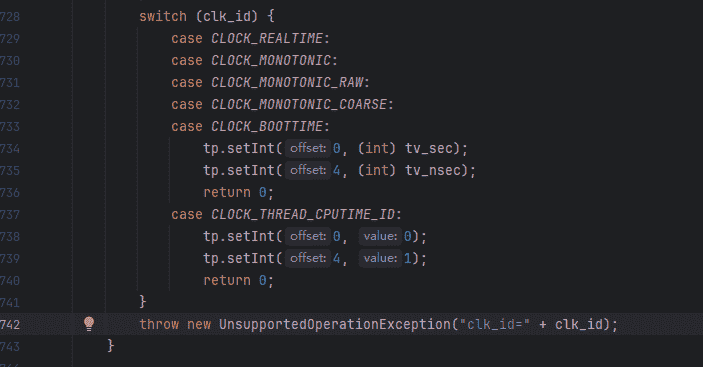 728 switch (clk_id) {
729 case CLOCK_REALTIME:
730 case CLOCK_MONOTONIC:
731 case CLOCK_MONOTONIC_RAW:
732 case CLOCK_MONOTONIC_COARSE:
733 case CLOCK_BOOTTIME:
734 tp.setInt( offset: 0, (int) tv_sec);
735 tp.setInt( offset: 4, (int) tv_nsec);
736 return 0;
737 case CLOCK_THREAD_CPUTIME_ID:
738 tp.setInt( offset: 0, value: 0);
739 tp.setInt( offset: 4, value: 1);
740 return 0;
741 }
742 throw new UnsupportedOperationException("clk_id=" + clk_id);
743 }